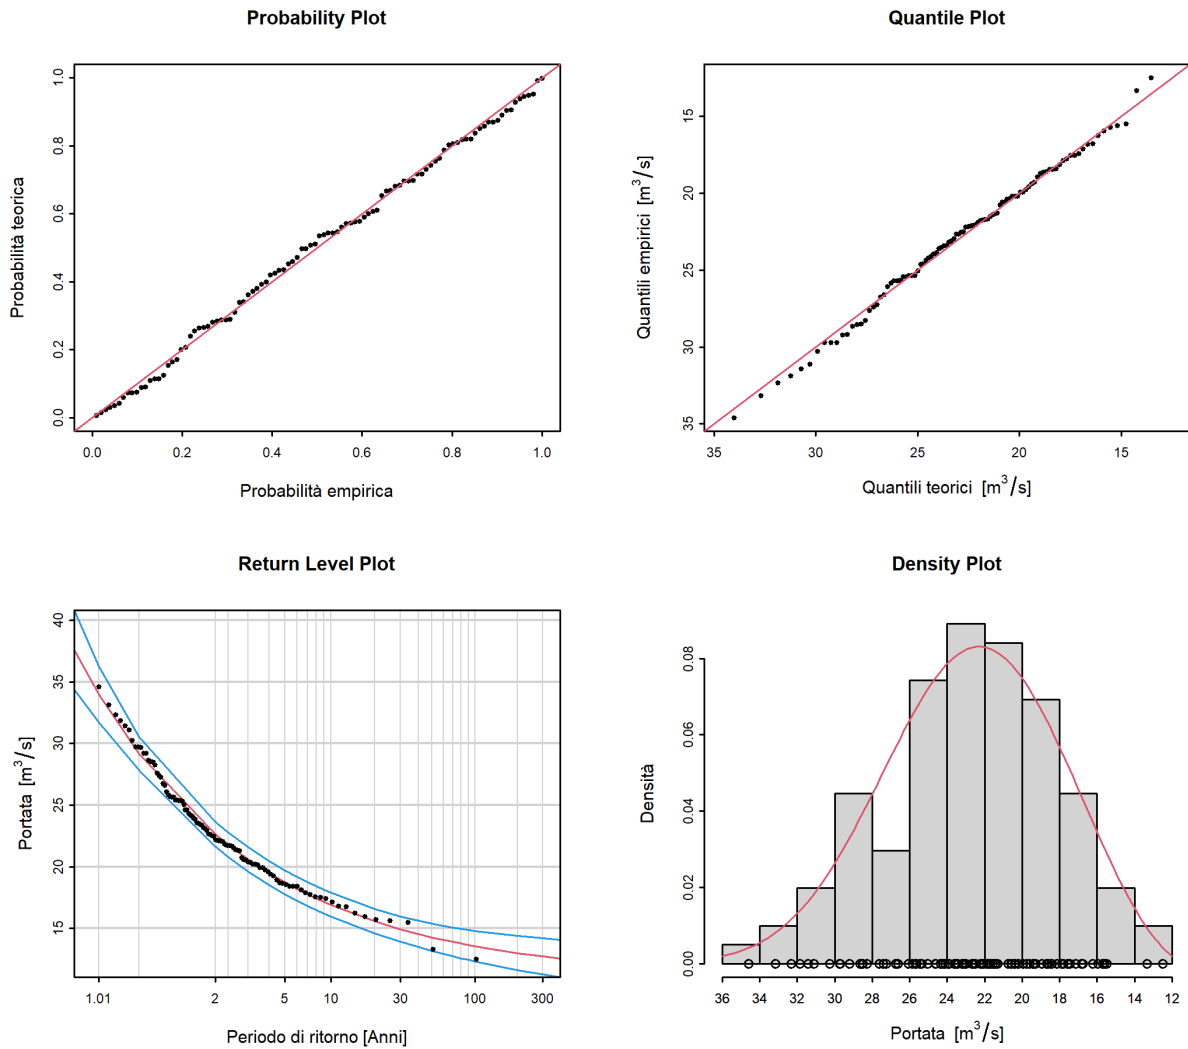 Probability Plot
Probabilità teorica
1.0
0.8
0.6
0.4
0.2
0.0
0.0 0.2 0.4 0.6 0.8 1.0
Probabilità empirica
Quantile Plot
Quantili empirici [m³/s]
15
20
25
30
35
35 30 25 20 15
Quantili teorici [m³/s]
Return Level Plot
Portata [m³/s]
40
35
30
25
20
15
1.01 2 5 10 30 100 300
Periodo di ritorno [Anni]
Density Plot
Densità
0.08
0.06
0.04
0.02
0.00
36 34 32 30 28 26 24 22 20 18 16 14 12
Portata [m³/s]